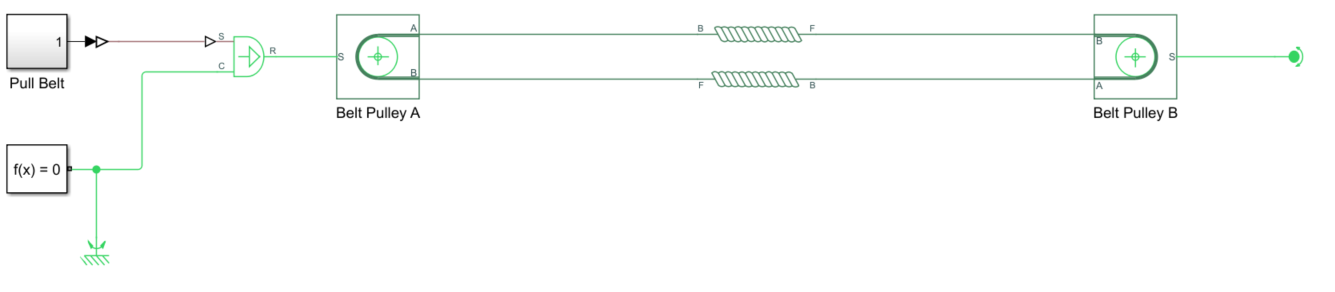 1
Pull Belt
S
C
R
f(x) = 0
S
A
B
Belt Pulley A
B
F
F
B
B
A
S
Belt Pulley B